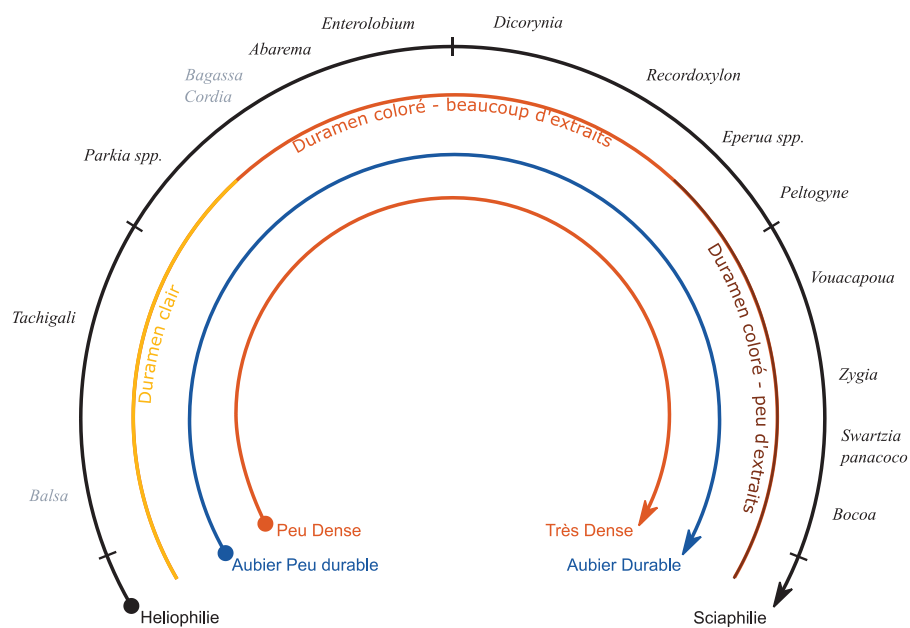 Enterolobium
Dicorynia
Abarema
Bagassa
Cordia
Recordoxylon
Parkia spp.
Eperua spp.
Peltogyne
Duramen coloré - beaucoup d'extraits
Vouacapoua
Tachigali
Duramen clair
Duramen coloré - peu d'extraits
Zygia
Swartzia
panacoco
Balsa
Bocoa
Peu Dense
Très Dense
Aubier Peu durable
Aubier Durable
Heliophilie
Sciaphilie